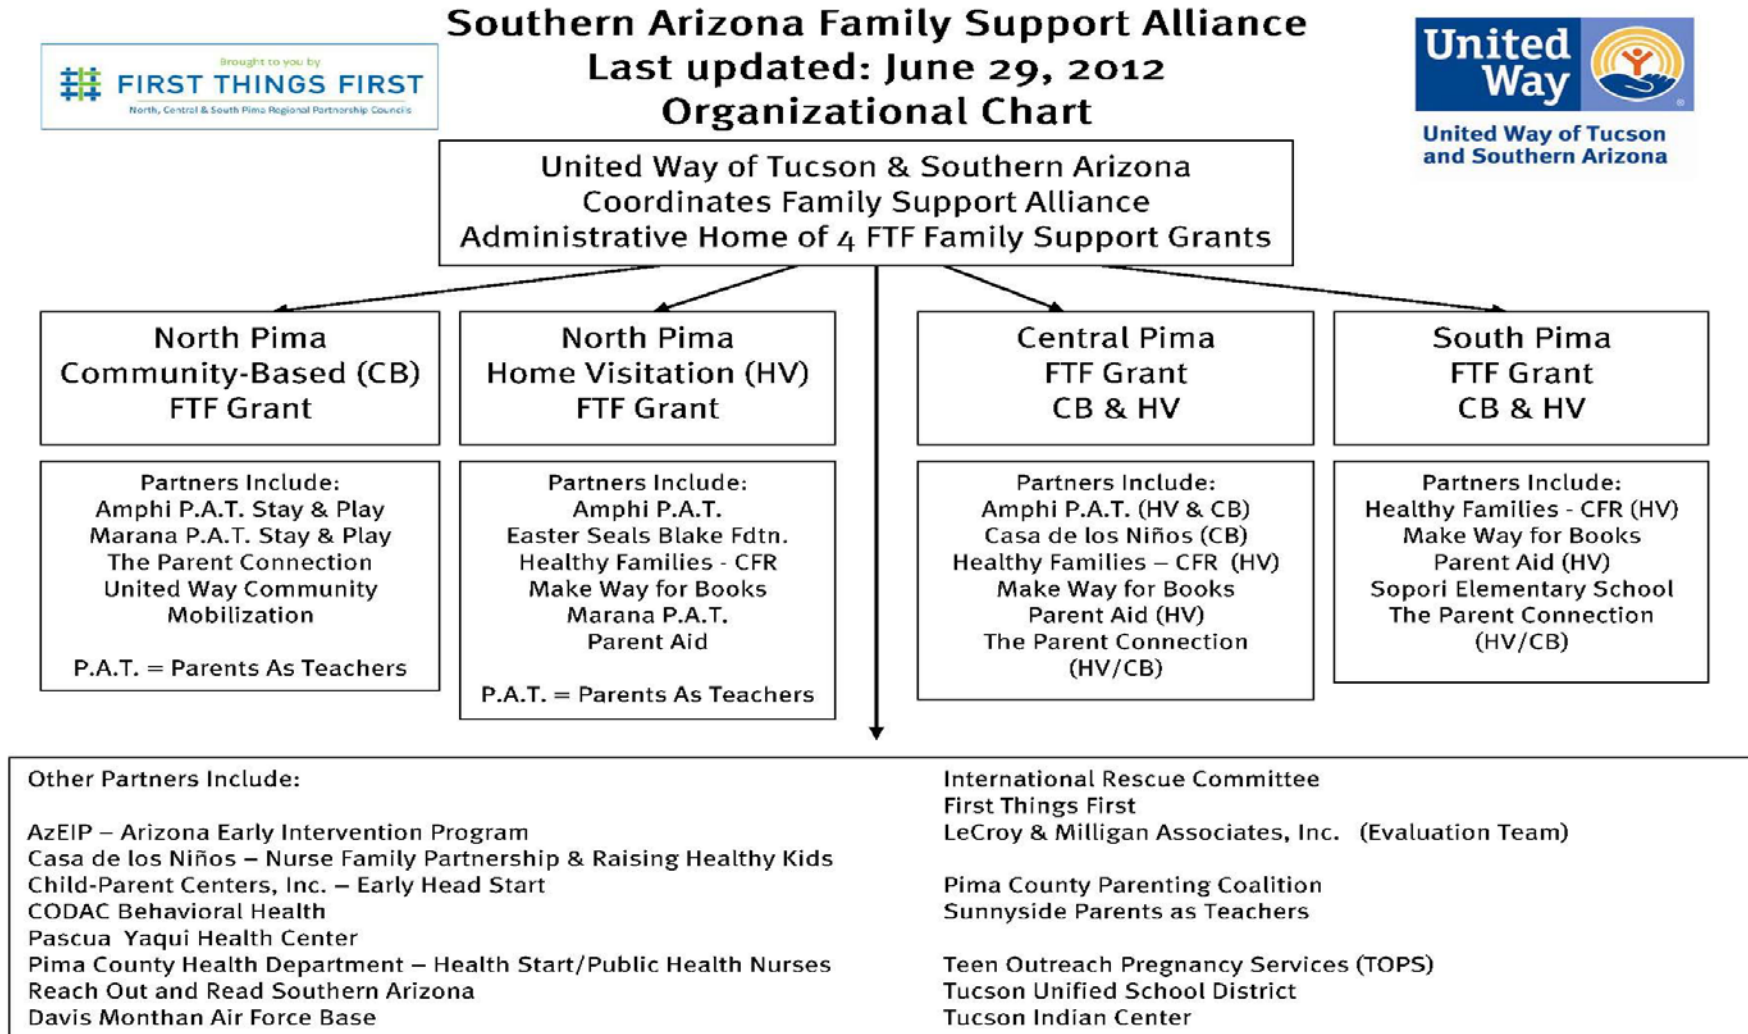 Southern Arizona Family Support Alliance
Last updated: June 29, 2012
Organizational Chart
Brought to you by
FIRST THINGS FIRST
North, Central & South Pima Regional Partnership Councils
United
Way
®
United Way of Tucson
and Southern Arizona
United Way of Tucson & Southern Arizona
Coordinates Family Support Alliance
Administrative Home of 4 FTF Family Support Grants
North Pima
Community-Based (CB)
FTF Grant
North Pima
Home Visitation (HV)
FTF Grant
Central Pima
FTF Grant
CB & HV
South Pima
FTF Grant
CB & HV
Partners Include:
Amphi P.A.T. Stay & Play
Marana P.A.T. Stay & Play
The Parent Connection
United Way Community
Mobilization
P.A.T. = Parents As Teachers
Partners Include:
Amphi P.A.T.
Easter Seals Blake Fdtn.
Healthy Families - CFR
Make Way for Books
Marana P.A.T.
Parent Aid
P.A.T. = Parents As Teachers
Partners Include:
Amphi P.A.T. (HV & CB)
Casa de los Niños (CB)
Healthy Families – CFR (HV)
Make Way for Books
Parent Aid (HV)
The Parent Connection
(HV/CB)
Partners Include:
Healthy Families - CFR (HV)
Make Way for Books
Parent Aid (HV)
Sopori Elementary School
The Parent Connection
(HV/CB)
Other Partners Include:
AzEIP – Arizona Early Intervention Program
Casa de los Niños – Nurse Family Partnership & Raising Healthy Kids
Child-Parent Centers, Inc. – Early Head Start
CODAC Behavioral Health
Pascua Yaqui Health Center
Pima County Health Department – Health Start/Public Health Nurses
Reach Out and Read Southern Arizona
Davis Monthan Air Force Base
International Rescue Committee
First Things First
LeCroy & Milligan Associates, Inc. (Evaluation Team)
Pima County Parenting Coalition
Sunnyside Parents as Teachers
Teen Outreach Pregnancy Services (TOPS)
Tucson Unified School District
Tucson Indian Center